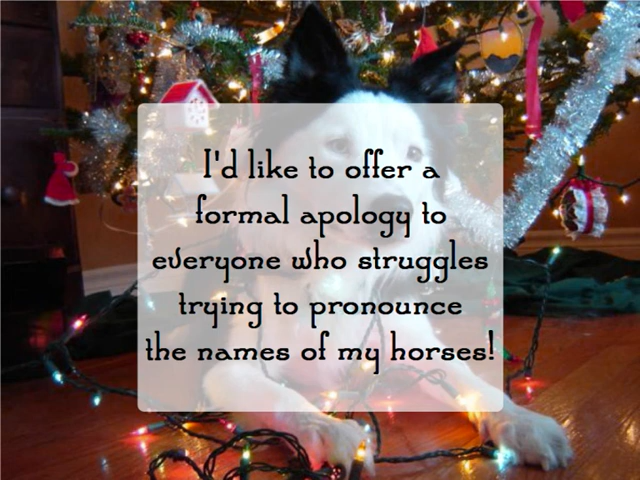 I'd like to offer a
formal apology to
everyone who struggles
trying to pronounce
the names of my horses!